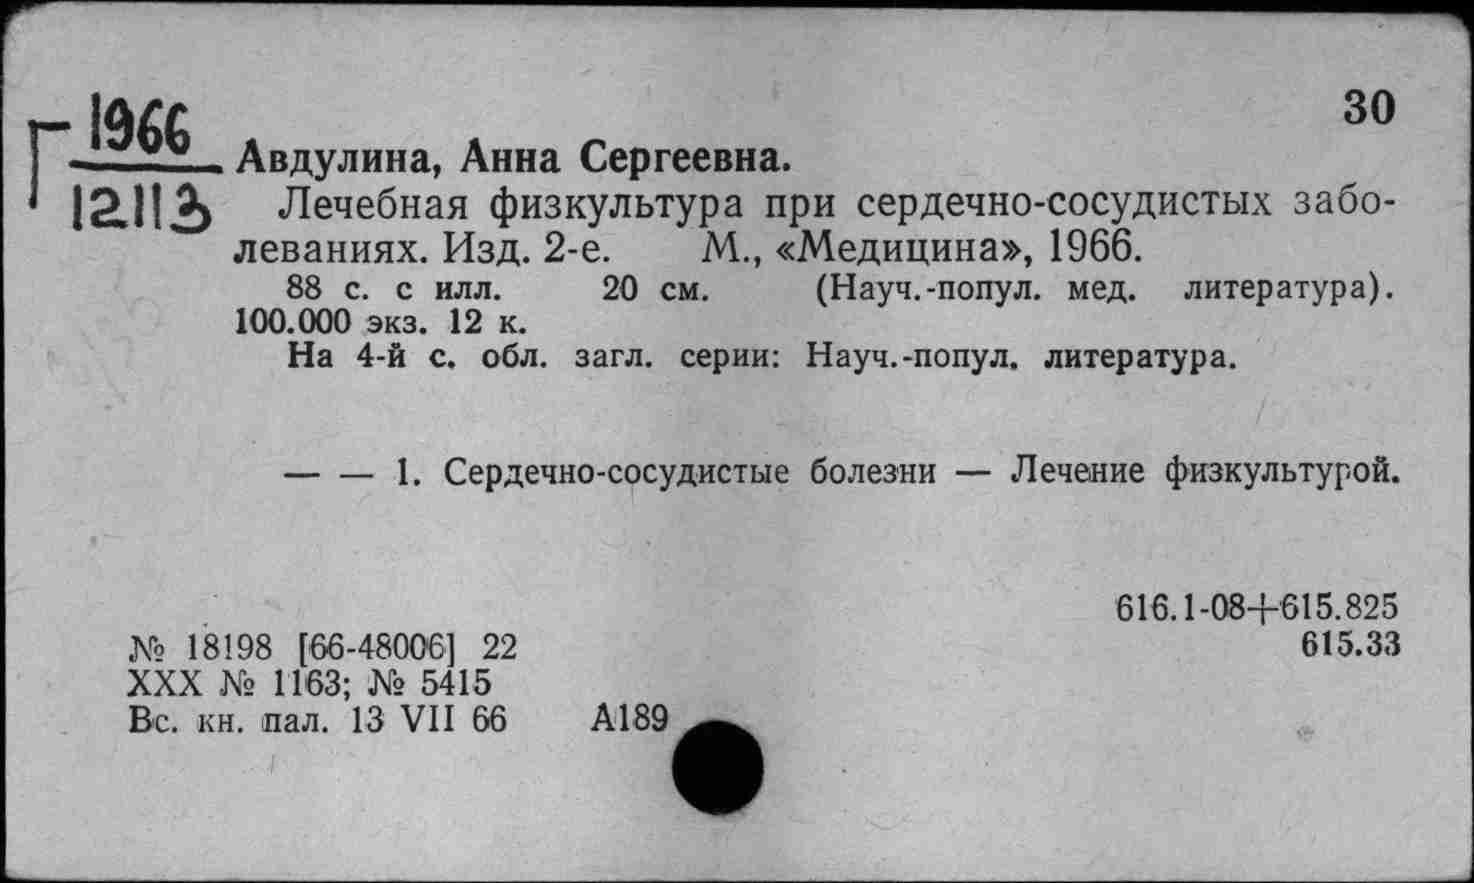 30
Г 1966
12113
Авдулина, Анна Сергеевна.
Лечебная физкультура при сердечно-сосудистых забо-
леваниях. Изд. 2-е. М., «Медицина», 1966.
88 с. с илл. 20 см. (Науч.-попул. мед. литература).
100.000 экз. 12 к.
На 4-й с. обл. загл. серии: Науч.-попул. литература.
— — 1. Сердечно-сосудистые болезни — Лечение физкультурой.
616.1-08+615.825
615.33
№ 18198 [66-48006] 22
XXX № 1163; № 5415
Вс. кн. пал. 13 VII 66 А189